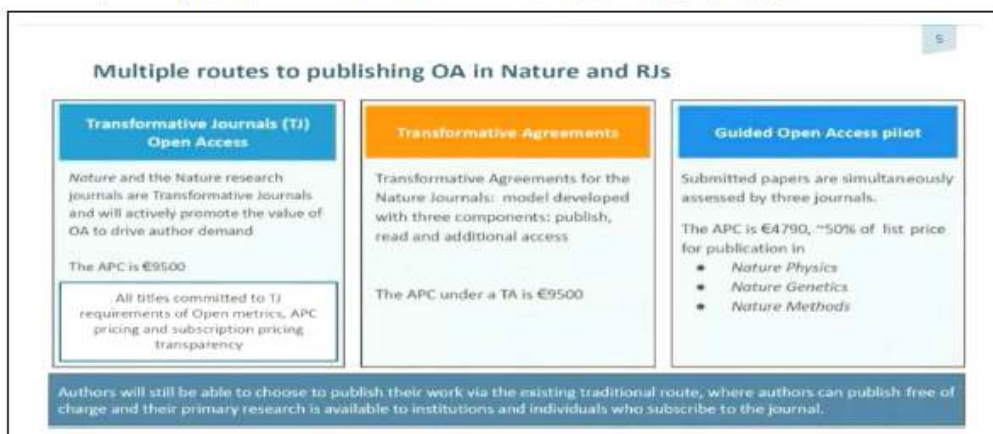 5
Multiple routes to publishing OA in Nature and RJs
Transformative Journals (TJ)
Open Access
Nature and the Nature research
journals are Transformative Journals
and will actively promote the value of
OA to drive author demand
The APC is €9500
All titles committed to TJ
requirements of Open metrics, APC
pricing and subscription pricing
transparency
Transformative Agreements
Transformative Agreements for the
Nature Journals: model developed
with three components: publish,
read and additional access
The APC under a TA is €9500
Guided Open Access pilot
Submitted papers are simultaneously
assessed by three journals.
The APC is €4790, ~50% of list price
for publication in
• Nature Physics
• Nature Genetics
• Nature Methods
Authors will still be able to choose to publish their work via the existing traditional route, where authors can publish free of
charge and their primary research is available to institutions and individuals who subscribe to the journal.